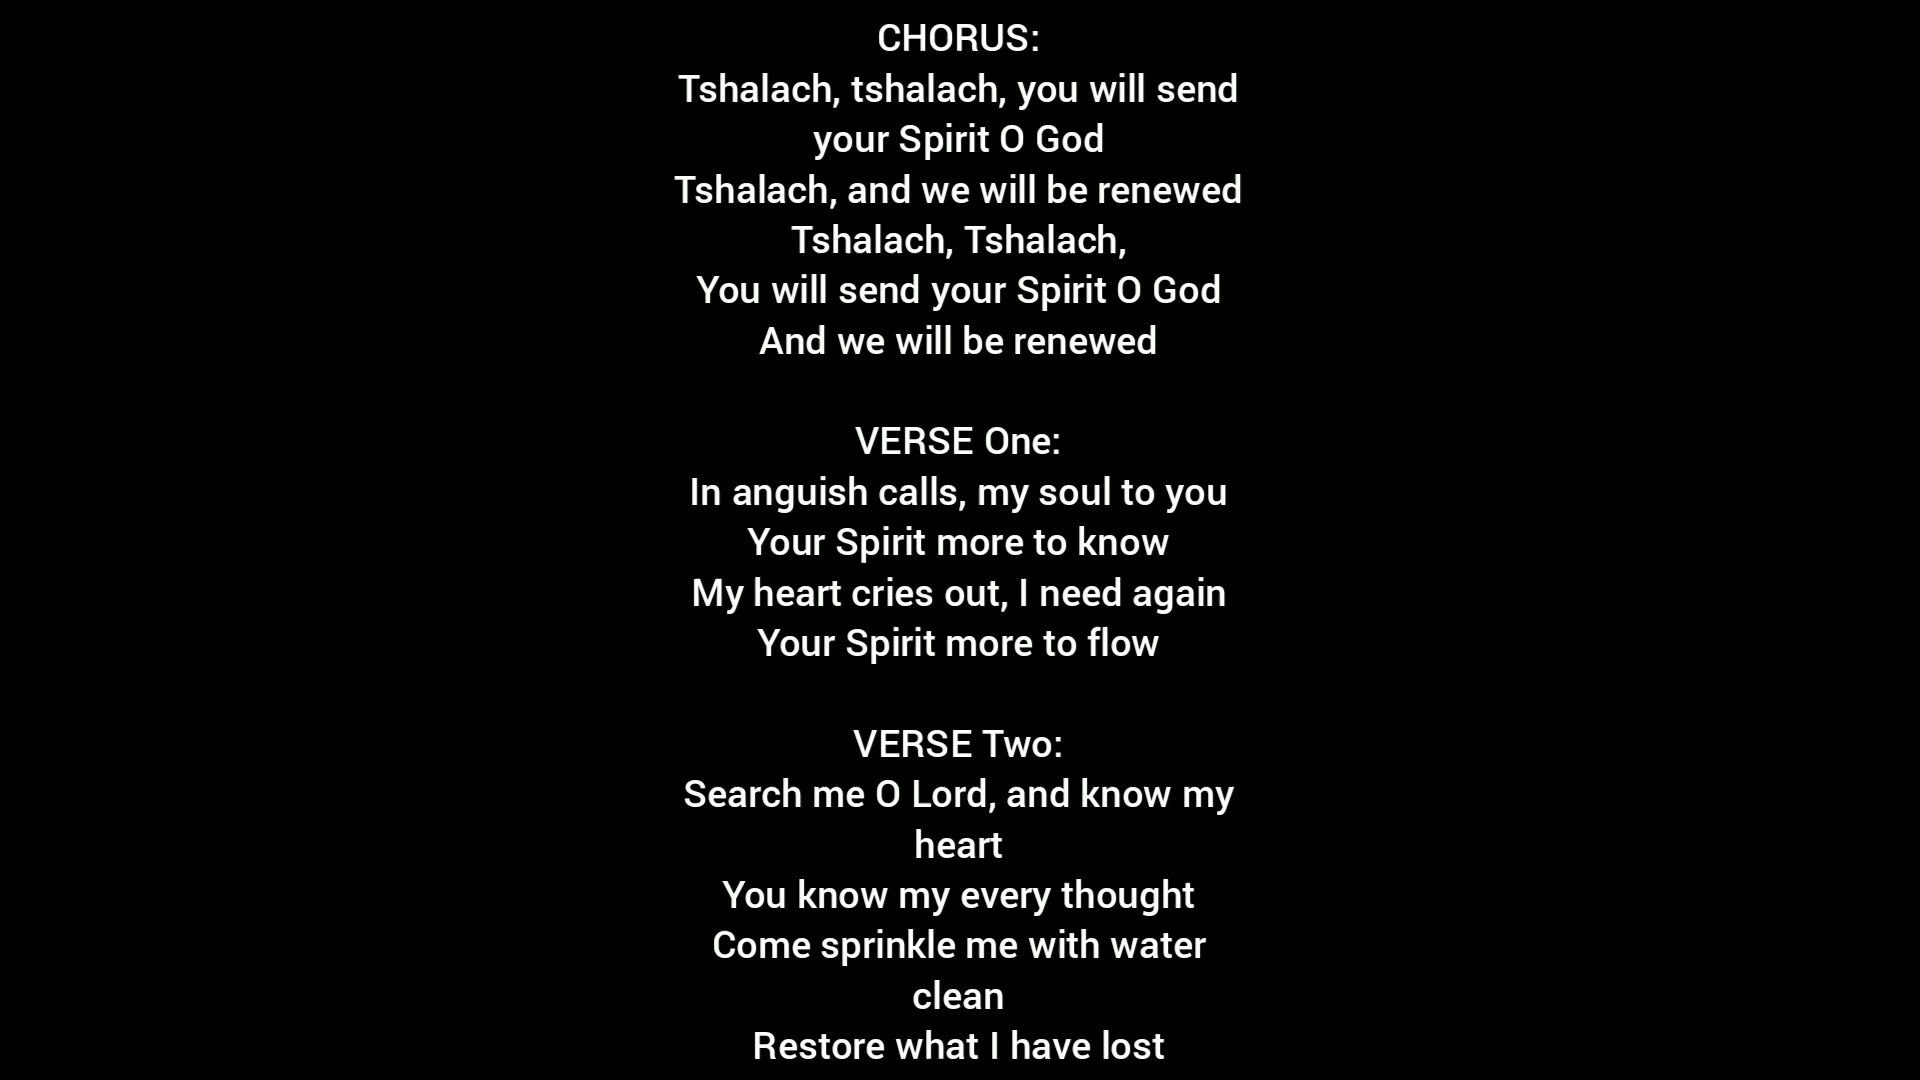 CHORUS:
Tshalach, tshalach, you will send
your Spirit O God
Tshalach, and we will be renewed
Tshalach, Tshalach,
You will send your Spirit O God
And we will be renewed
VERSE One:
In anguish calls, my soul to you
Your Spirit more to know
My heart cries out, I need again
Your Spirit more to flow
VERSE Two:
Search me O Lord, and know my
heart
You know my every thought
Come sprinkle me with water
clean
Restore what I have lost